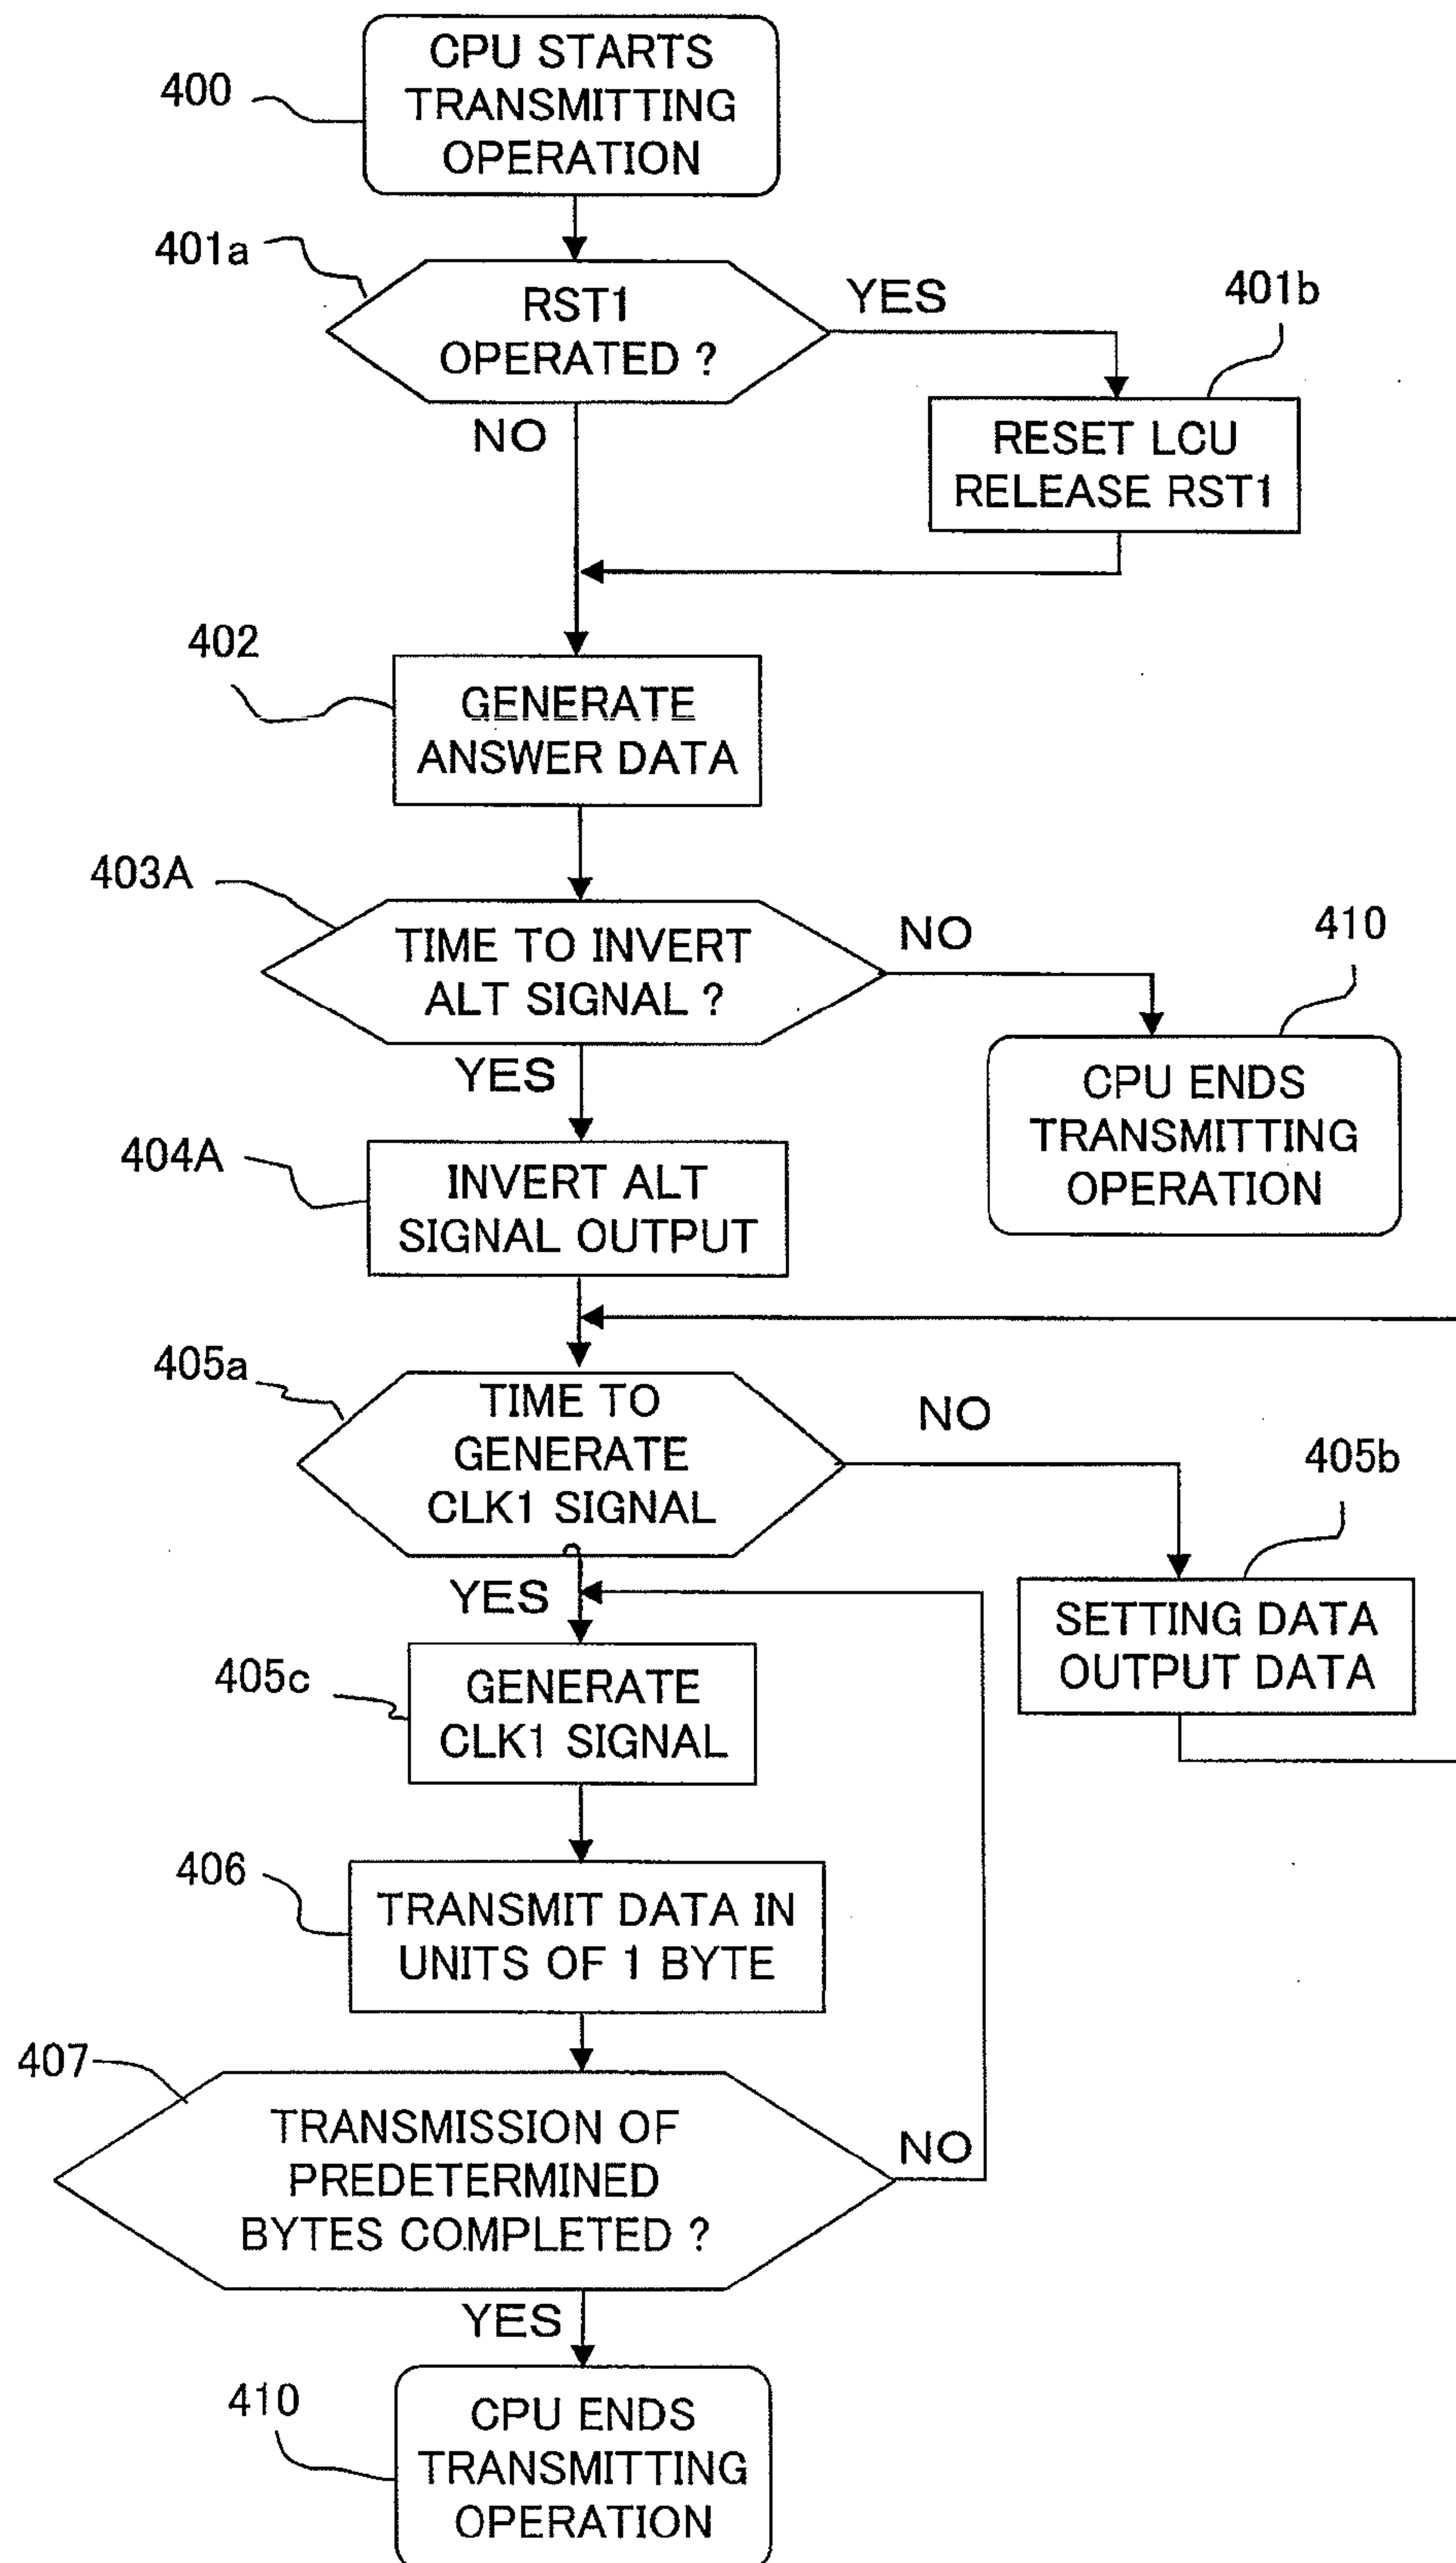 400
CPU STARTS
TRANSMITTING
OPERATION
401a
RST1
OPERATED ?
YES
NO
401b
RESET LCU
RELEASE RST1
402
GENERATE
ANSWER DATA
403A
TIME TO INVERT
ALT SIGNAL ?
NO
YES
410
CPU ENDS
TRANSMITTING
OPERATION
404A
INVERT ALT
SIGNAL OUTPUT
405a
TIME TO
GENERATE
CLK1 SIGNAL
NO
YES
405b
SETTING DATA
OUTPUT DATA
405c
GENERATE
CLK1 SIGNAL
406
TRANSMIT DATA IN
UNITS OF 1 BYTE
407
TRANSMISSION OF
PREDETERMINED
BYTES COMPLETED ?
NO
YES
410
CPU ENDS
TRANSMITTING
OPERATION